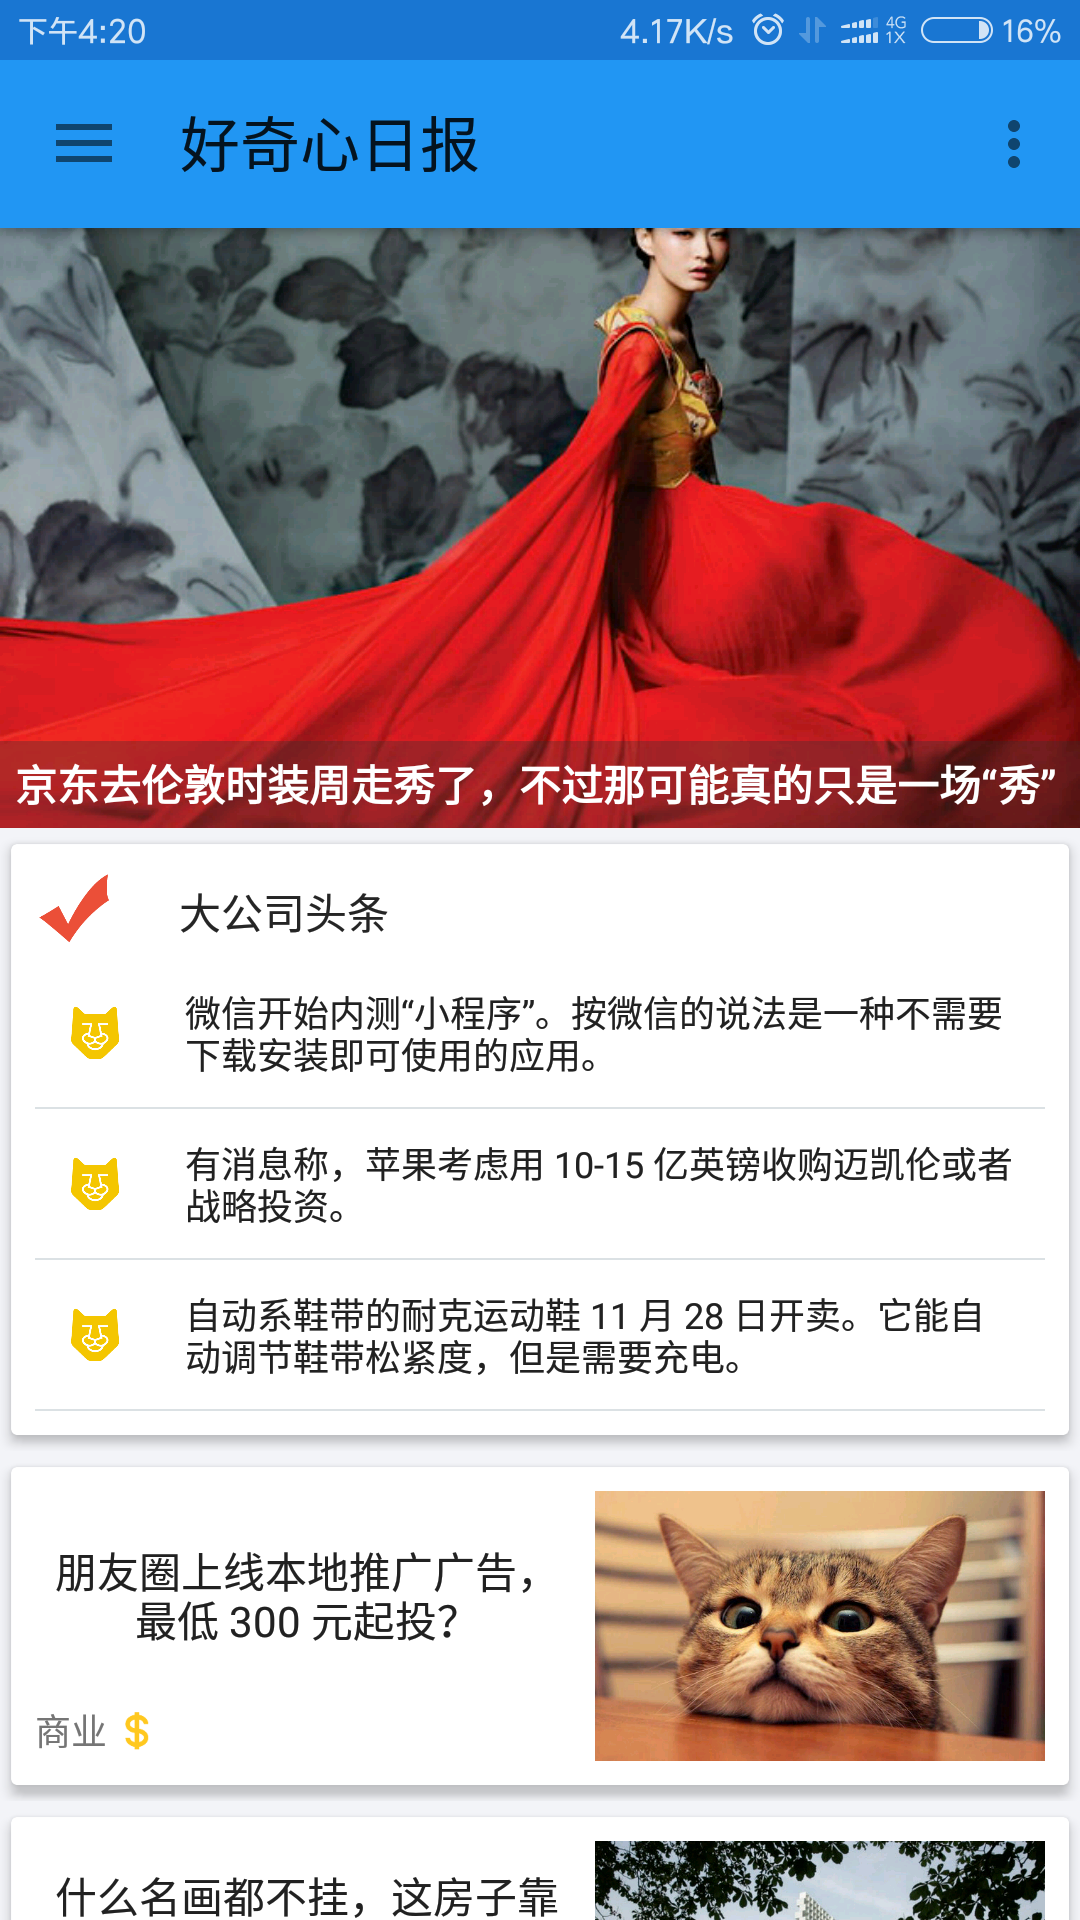 下午4:20
4.17K/s
4G
1X
16%
好奇心日报
京东去伦敦时装周走秀了，不过那可能真的只是一场“秀”
大公司头条
微信开始内测“小程序”。按微信的说法是一种不需要
下载安装即可使用的应用。
有消息称，苹果考虑用 10-15 亿英镑收购迈凯伦或者
战略投资。
自动系鞋带的耐克运动鞋 11 月 28 日开卖。它能自
动调节鞋带松紧度，但是需要充电。
朋友圈上线本地推广广告，
最低 300 元起投？
商业 $
什么名画都不挂，这房子靠